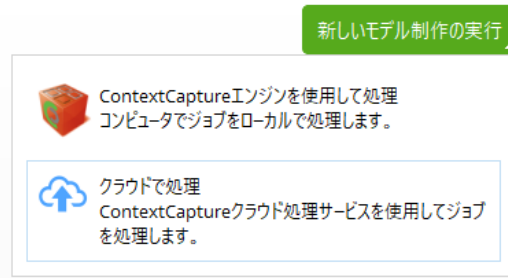 新しいモデル制作の実行
ContextCaptureエンジンを使用して処理
コンピュータでジョブをローカルで処理します。
クラウドで処理
ContextCaptureクラウド処理サービスを使用してジョブ
を処理します。